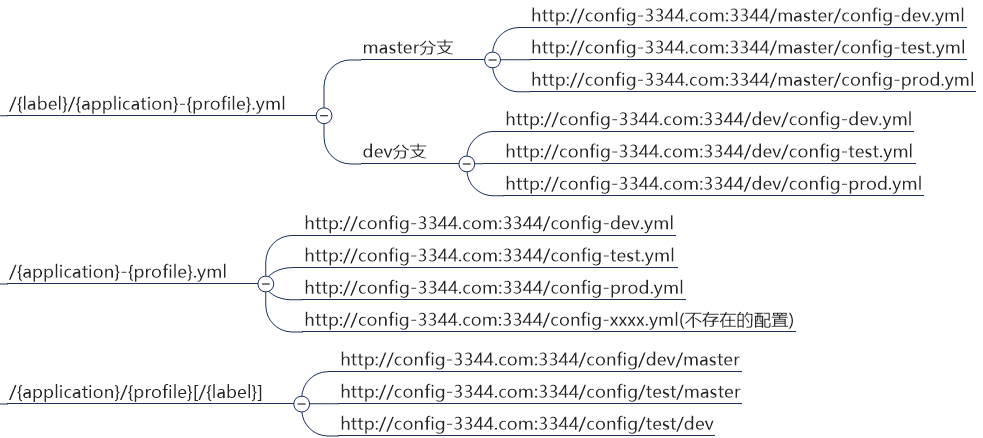 /{label}/{application}-{profile}.yml
master分支
http://config-3344.com:3344/master/config-dev.yml
http://config-3344.com:3344/master/config-test.yml
http://config-3344.com:3344/master/config-prod.yml
dev分支
http://config-3344.com:3344/dev/config-dev.yml
http://config-3344.com:3344/dev/config-test.yml
http://config-3344.com:3344/dev/config-prod.yml
/{application}-{profile}.yml
http://config-3344.com:3344/config-dev.yml
http://config-3344.com:3344/config-test.yml
http://config-3344.com:3344/config-prod.yml
http://config-3344.com:3344/config-xxxx.yml(不存在的配置)
/{application}/{profile}[/{label}]
http://config-3344.com:3344/config/dev/master
http://config-3344.com:3344/config/test/master
http://config-3344.com:3344/config/test/dev